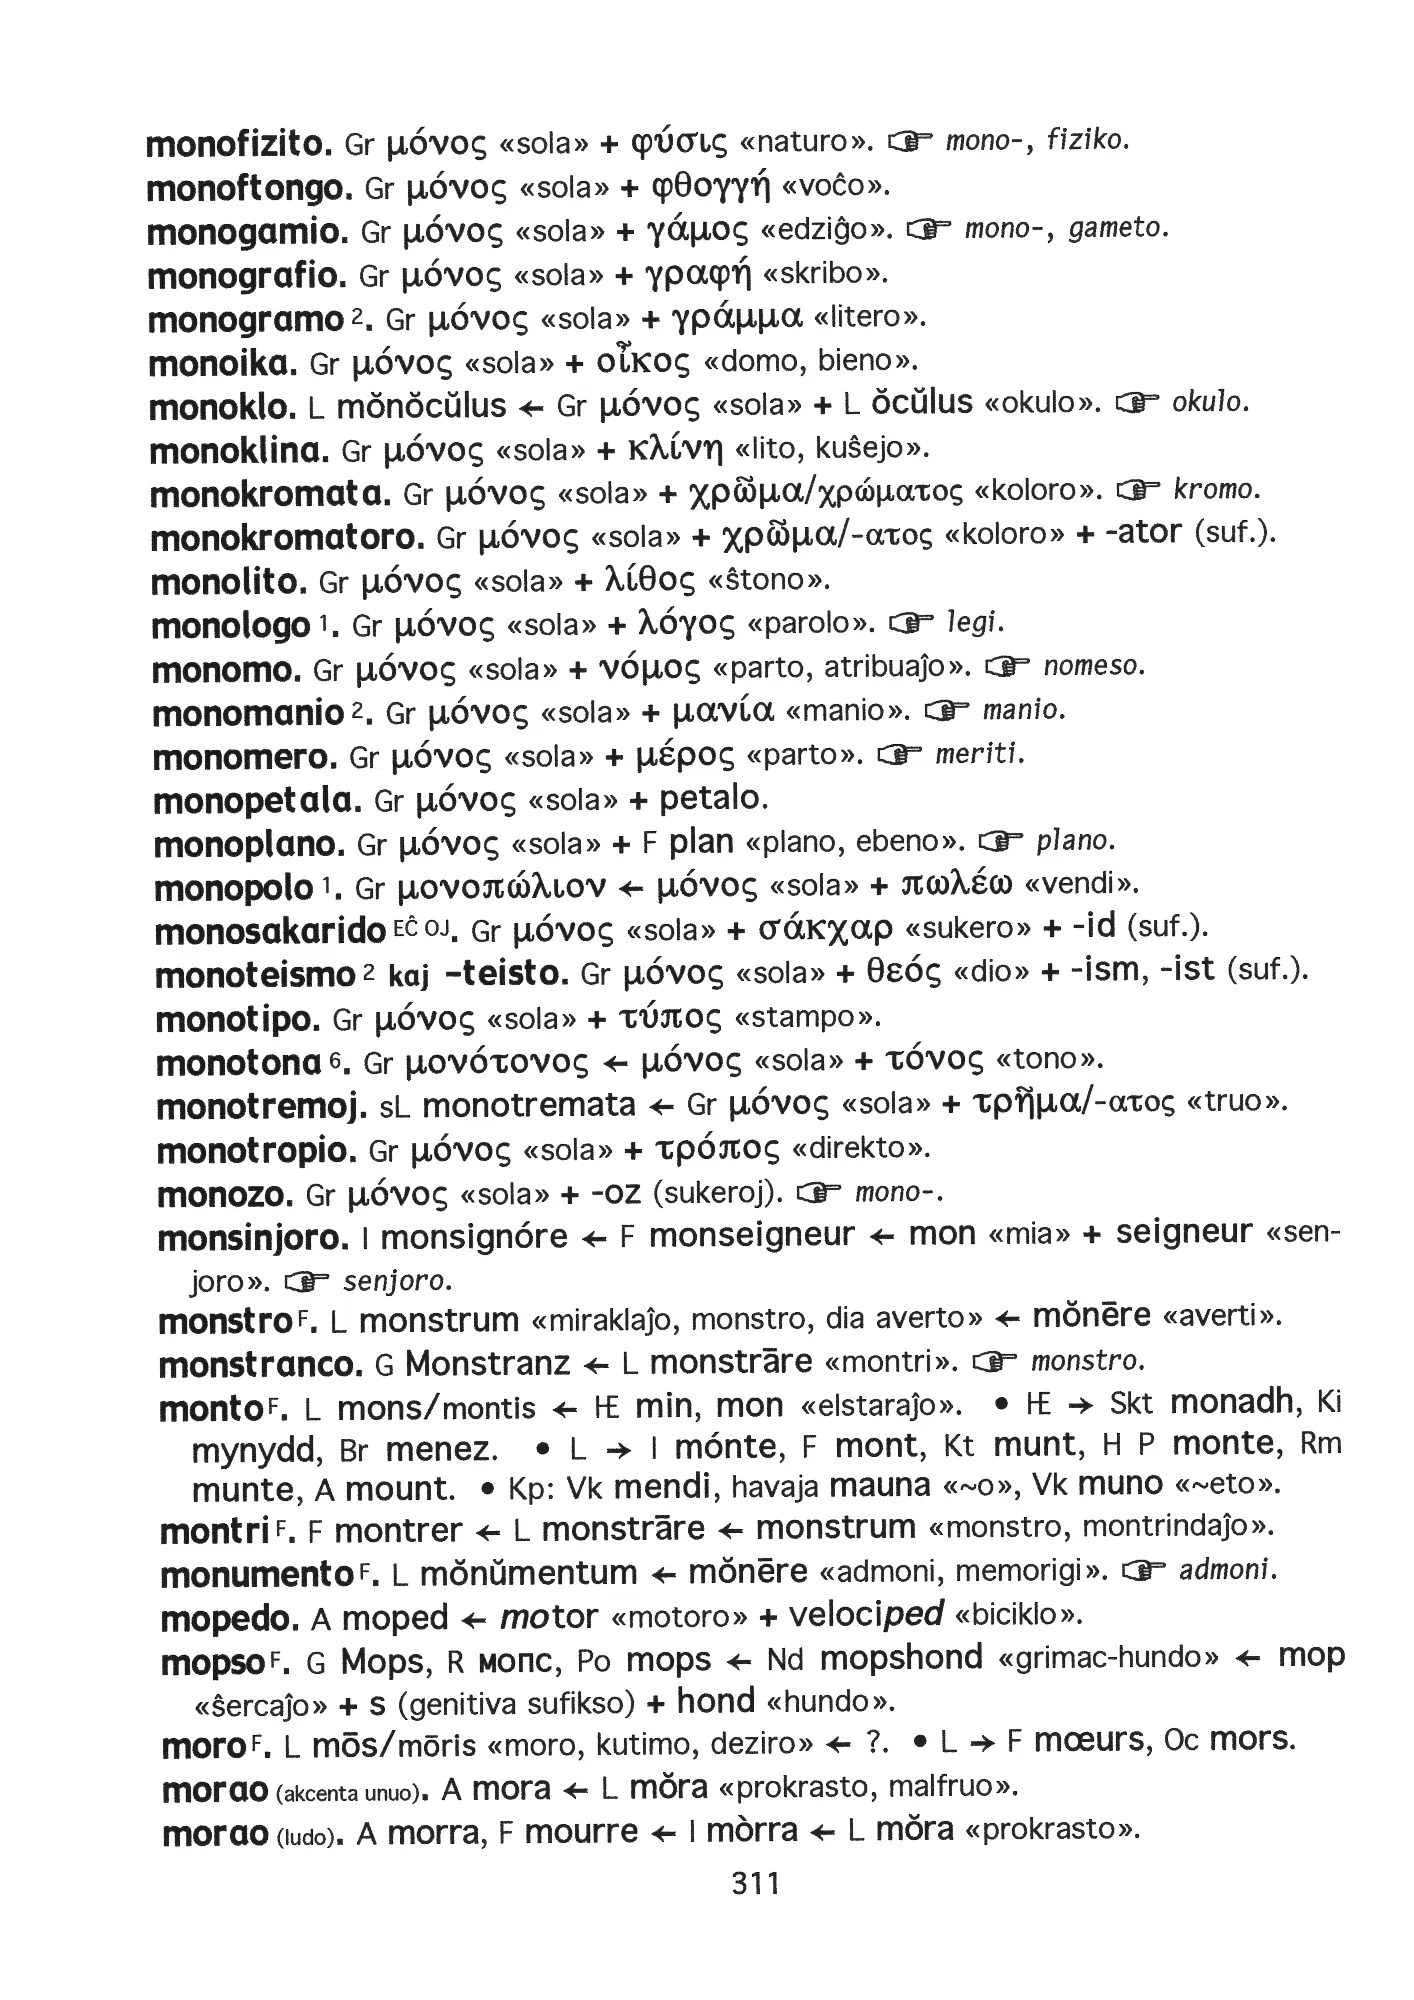 monofizito. Gr μόνος «sola» + φύσις «naturo». ☞ mono-, fiziko.
monoftongo. Gr μόνος «sola» + φθογγή «voĉo».
monogamio. Gr μόνος «sola» + γάμος «edziĝo». ☞ mono-, gameto.
monografio. Gr μόνος «sola» + γραφή «skribo».
monogramo 2. Gr μόνος «sola» + γράμμα «litero».
monoika. Gr μόνος «sola» + οἶκος «domo, bieno».
monoklo. L mŏnŏcŭlus ← Gr μόνος «sola» + L ŏcŭlus «okulo». ☞ okulo.
monoklina. Gr μόνος «sola» + κλίνη «lito, kuŝejo».
monokromata. Gr μόνος «sola» + χρῶμα/χρώματος «koloro». ☞ kromo.
monokromatoro. Gr μόνος «sola» + χρῶμα/-ατος «koloro» + -ator (suf.).
monolito. Gr μόνος «sola» + λίθος «ŝtono».
monologo 1. Gr μόνος «sola» + λόγος «parolo». ☞ legi.
monomo. Gr μόνος «sola» + νόμος «parto, atribuaĵo». ☞ nomeso.
monomanio 2. Gr μόνος «sola» + μανία «manio». ☞ manio.
monomero. Gr μόνος «sola» + μέρος «parto». ☞ meriti.
monopetala. Gr μόνος «sola» + petalo.
monoplano. Gr μόνος «sola» + F plan «plano, ebeno». ☞ plano.
monopolo 1. Gr μονοπώλιον ← μόνος «sola» + πωλέω «vendi».
monosakarido EĈ OJ. Gr μόνος «sola» + σάκχαρ «sukero» + -id (suf.).
monoteismo 2 kaj -teisto. Gr μόνος «sola» + θεός «dio» + -ism, -ist (suf.).
monotipo. Gr μόνος «sola» + τύπος «stampo».
monotona 6. Gr μονότονος ← μόνος «sola» + τόνος «tono».
monotremoj. sL monotremata ← Gr μόνος «sola» + τρῆμα/-ατος «truo».
monotropio. Gr μόνος «sola» + τρόπος «direkto».
monozo. Gr μόνος «sola» + -oz (sukeroj). ☞ mono-.
monsinjoro. I monsignóre ← F monseigneur ← mon «mia» + seigneur «sen-
joro». ☞ senjoro.
monstro F. L monstrum «miraklaĵo, monstro, dia averto» ← mŏnēre «averti».
monstranco. G Monstranz ← L monstrāre «montri». ☞ monstro.
monto F. L mons/montis ← IE min, mon «elstaraĵo». • IE → Skt monadh, Ki
mynydd, Br menez. • L → I mónte, F mont, Kt munt, H P monte, Rm
munte, A mount. • Kp: Vk mendi, havaja mauna «~o», Vk muno «~eto».
montri F. F montrer ← L monstrāre ← monstrum «monstro, montrindaĵo».
monumento F. L mŏnŭmentum ← mŏnēre «admoni, memorigi». ☞ admoni.
mopedo. A moped ← motor «motoro» + velociped «biciklo».
mopso F. G Mops, R мопс, Po mops ← Nd mopshond «grimac-hundo» ← mop
«ŝercaĵo» + s (genitiva sufikso) + hond «hundo».
moro F. L mōs/mōris «moro, kutimo, deziro» ← ?. • L → F mœurs, Oc mors.
morao (akcenta unuo). A mora ← L mŏra «prokrasto, malfruo».
morao (ludo). A morra, F mourre ← I mòrra ← L mŏra «prokrasto».
311